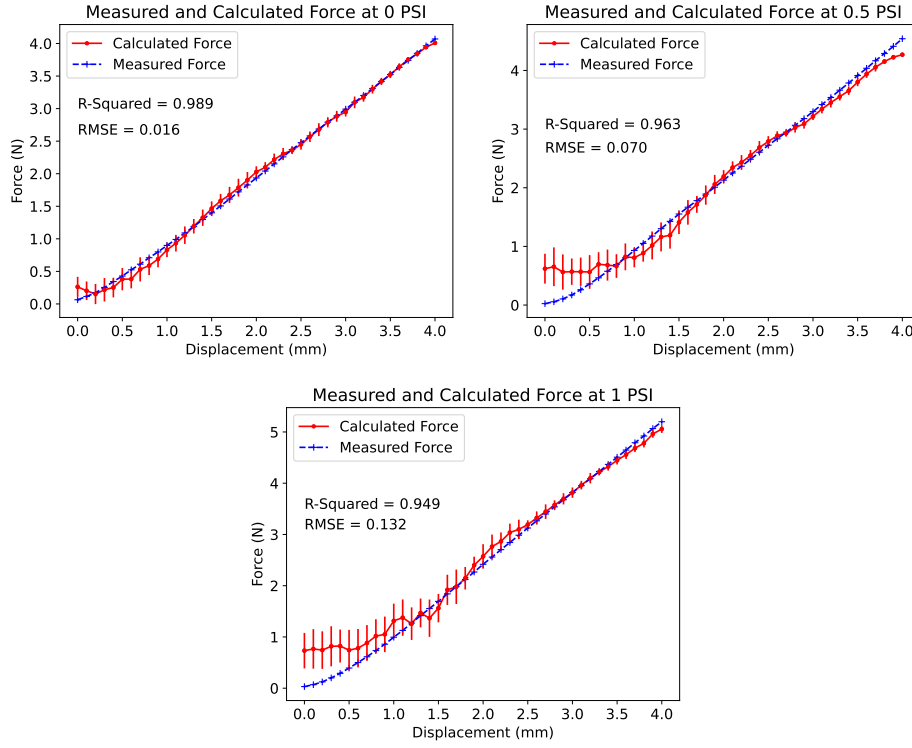 Measured and Calculated Force at 0 PSI
Calculated Force
Measured Force
R-Squared = 0.989
RMSE = 0.016
Force (N)
4.0
3.5
3.0
2.5
2.0
1.5
1.0
0.5
0.0
0.0 0.5 1.0 1.5 2.0 2.5 3.0 3.5 4.0
Displacement (mm)
Measured and Calculated Force at 0.5 PSI
Calculated Force
Measured Force
R-Squared = 0.963
RMSE = 0.070
Force (N)
4
3
2
1
0
0.0 0.5 1.0 1.5 2.0 2.5 3.0 3.5 4.0
Displacement (mm)
Measured and Calculated Force at 1 PSI
Calculated Force
Measured Force
R-Squared = 0.949
RMSE = 0.132
Force (N)
5
4
3
2
1
0
0.0 0.5 1.0 1.5 2.0 2.5 3.0 3.5 4.0
Displacement (mm)